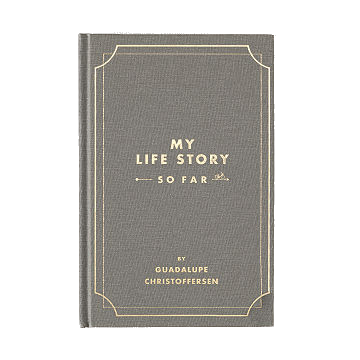 MY
LIFE STORY
SO FAR
BY
GUADALUPE
CHRISTOFFERSEN